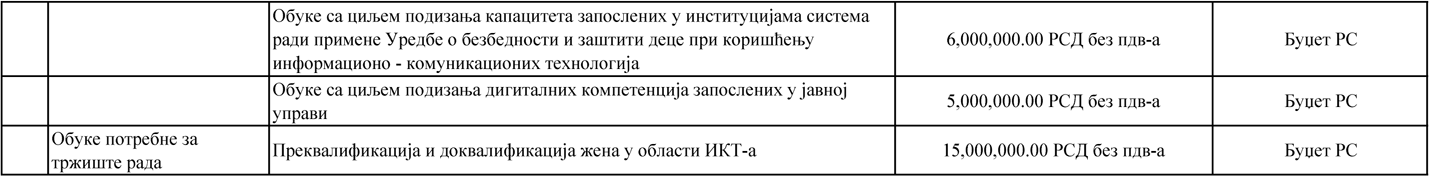 Обуке са циљем подизања капацитета запослених у институцијама система
ради примене Уредбе о безбедности и заштити деце при коришћењу
информационо - комуникационих технологија
6,000,000.00 РСД без пдв-а
Буџет РС
Обуке са циљем подизања дигиталних компетенција запослених у јавној
управи
5,000,000.00 РСД без пдв-а
Буџет РС
Обуке потребне за
тржиште рада
Преквалификација и доквалификација жена у области ИКТ-а
15,000,000.00 РСД без пдв-а
Буџет РС